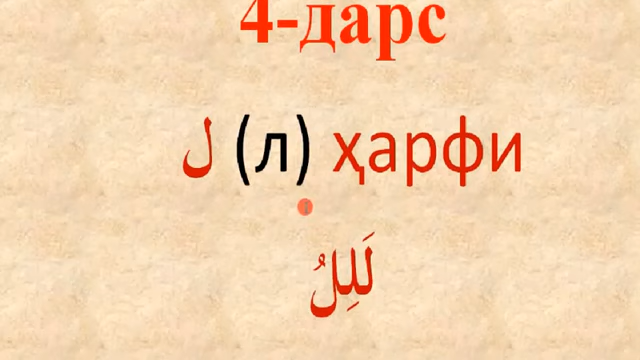 4-дарс
ل (л) ҳарфи
لَلِلُ